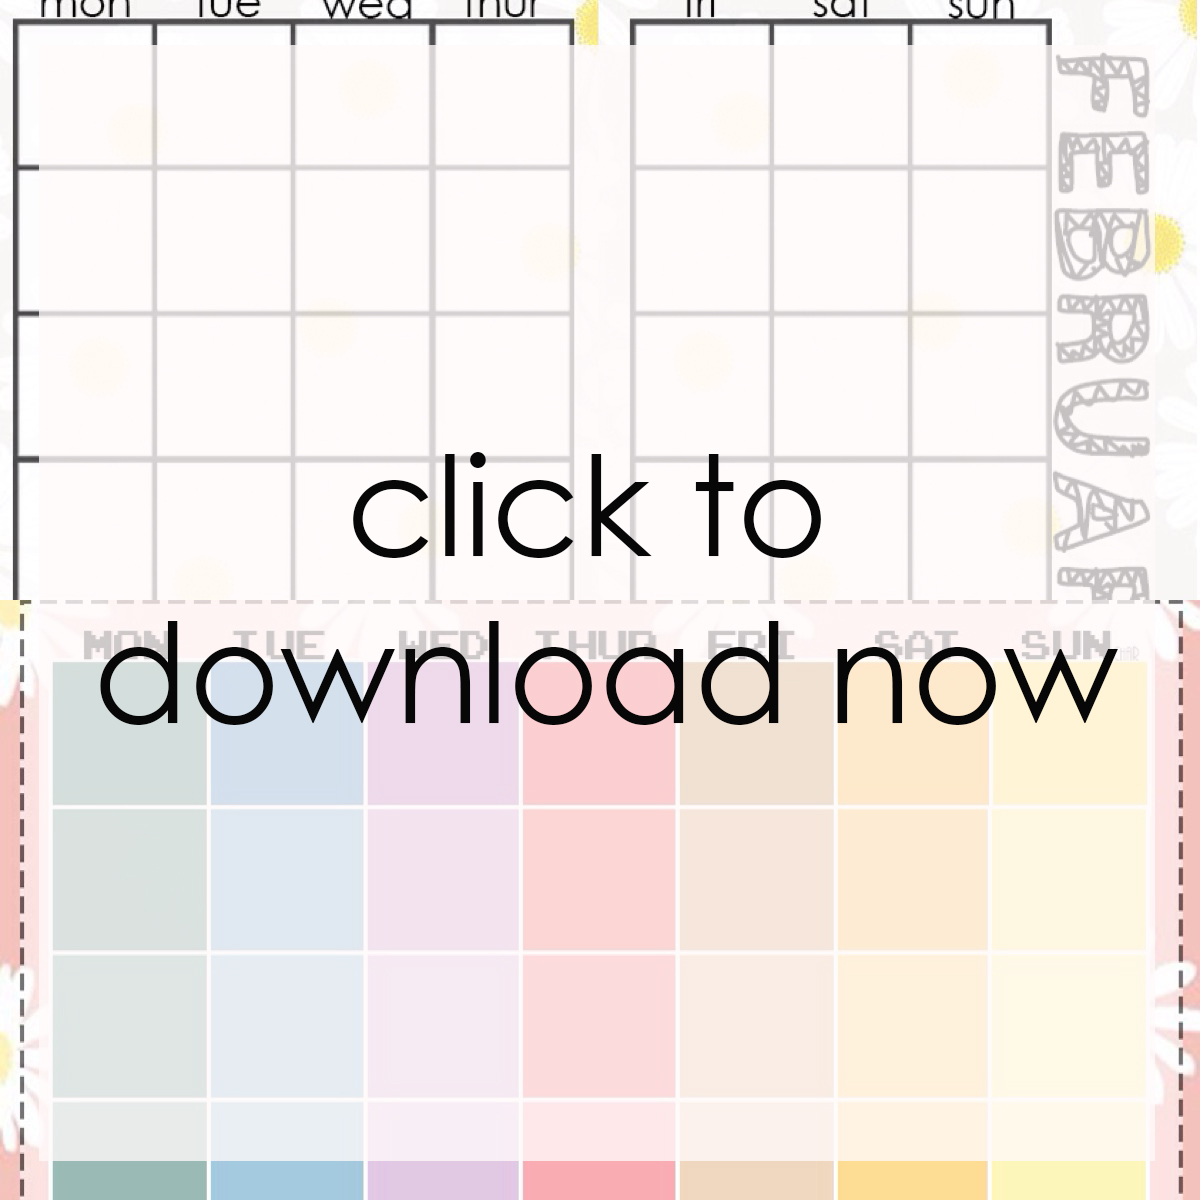 mon tue wed thur fri sat sun
FEBRUAR
click to
MON TUE WED THUR FRI SAT SUN
download now